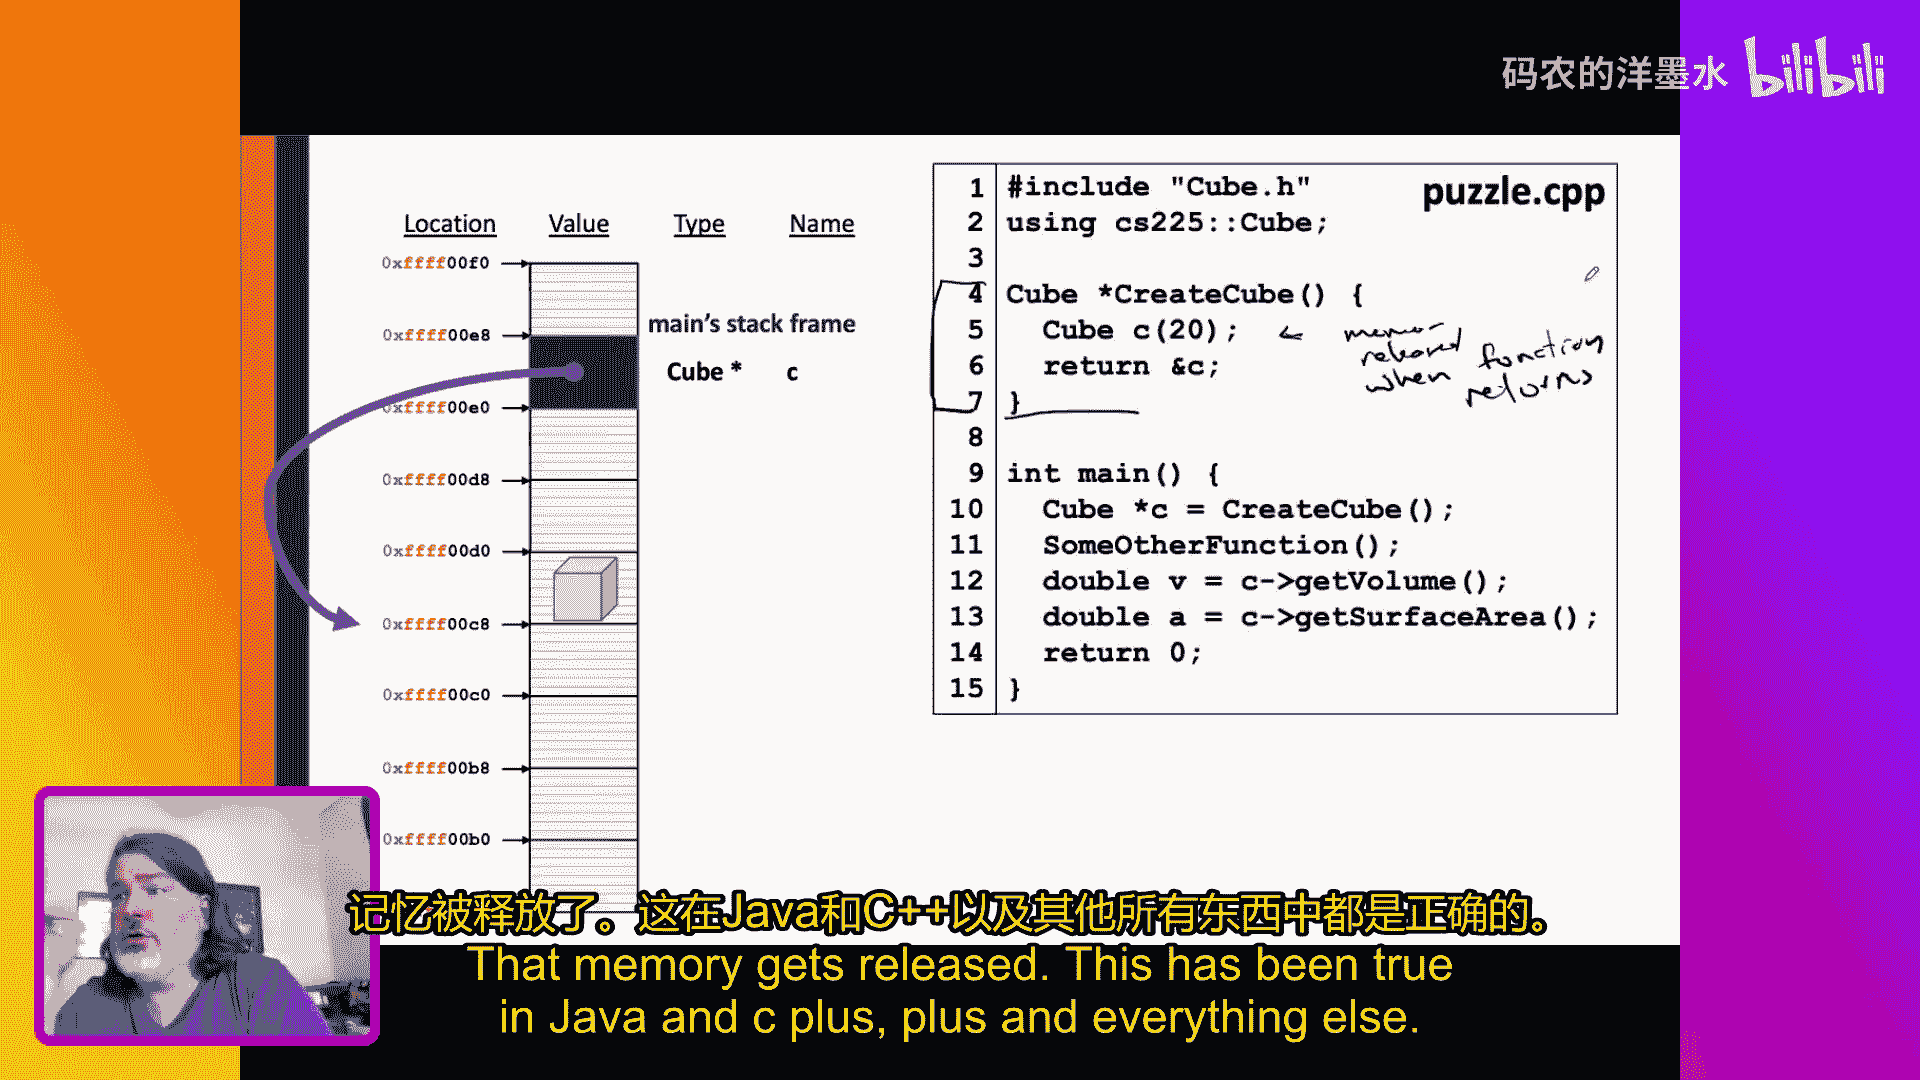 码农的洋墨水 bilibili
Location Value Type Name
0xffff00f0
main's stack frame
0xffff00e8
Cube * c
0xffff00e0
0xffff00d8
0xffff00d0
0xffff00c8
0xffff00c0
0xffff00b8
0xffff00b0
puzzle.cpp
1 #include "Cube.h"
2 using cs225::Cube;
3
4 Cube *CreateCube() {
5 Cube c(20);
6 return &c;
7 }
8
9 int main() {
10 Cube *c = CreateCube();
11 SomeOtherFunction();
12 double v = c->getVolume();
13 double a = c->getSurfaceArea();
14 return 0;
15 }
when function
returns
记忆被释放了。这在Java和C++以及其他所有东西中都是正确的。
That memory gets released. This has been true
in Java and c plus, plus and everything else.